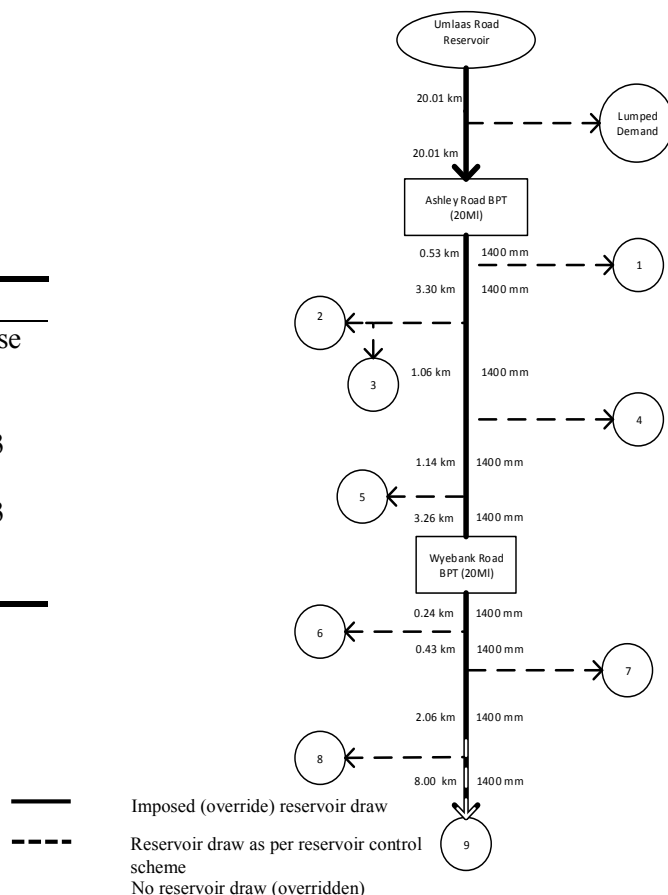 Umlaas Road
Reservoir
20.01 km
Lumped
Demand
20.01 km
Ashley Road BPT
(20Ml)
0.53 km 1400 mm
1
3.30 km 1400 mm
2
3
1.06 km 1400 mm
4
1.14 km 1400 mm
5
3.26 km 1400 mm
Wyebank Road
BPT (20Ml)
0.24 km 1400 mm
6
0.43 km 1400 mm
7
2.06 km 1400 mm
8
8.00 km 1400 mm
9
se
3
3
Imposed (override) reservoir draw
Reservoir draw as per reservoir control
scheme
No reservoir draw (overridden)